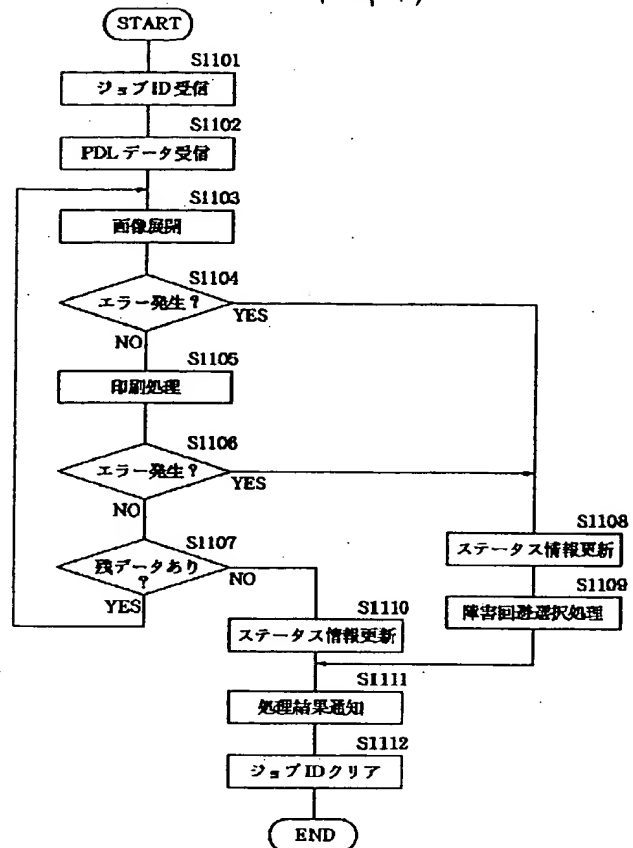 START
S1101
ジョブID受信
S1102
PDLデータ受信
S1103
画像展開
S1104
エラー発生?
YES
NO
S1105
印刷処理
S1106
エラー発生?
YES
NO
S1107
残データあり
?
NO
YES
S1108
ステータス情報更新
S1109
障害回避選択処理
S1110
ステータス情報更新
S1111
処理結果通知
S1112
ジョブIDクリア
END